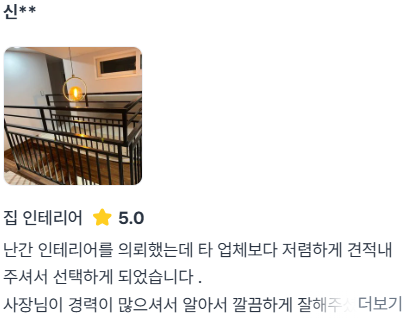 신**
집 인테리어 5.0
난간 인테리어를 의뢰했는데 타 업체보다 저렴하게 견적내
주셔서 선택하게 되었습니다 .
사장님이 경력이 많으셔서 알아서 깔끔하게 잘해주 더보기